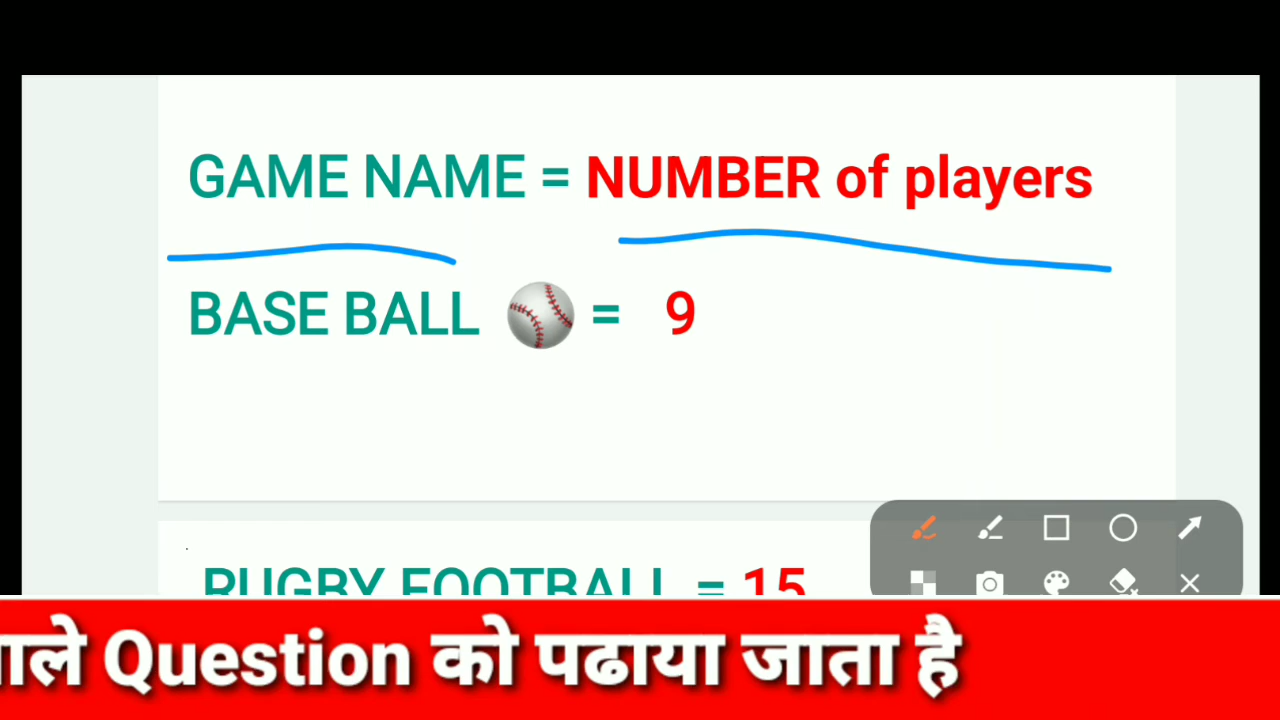 GAME NAME = NUMBER of players
BASE BALL = 9
RUGBY FOOTBALL = 15
Question को पढाया जाता है